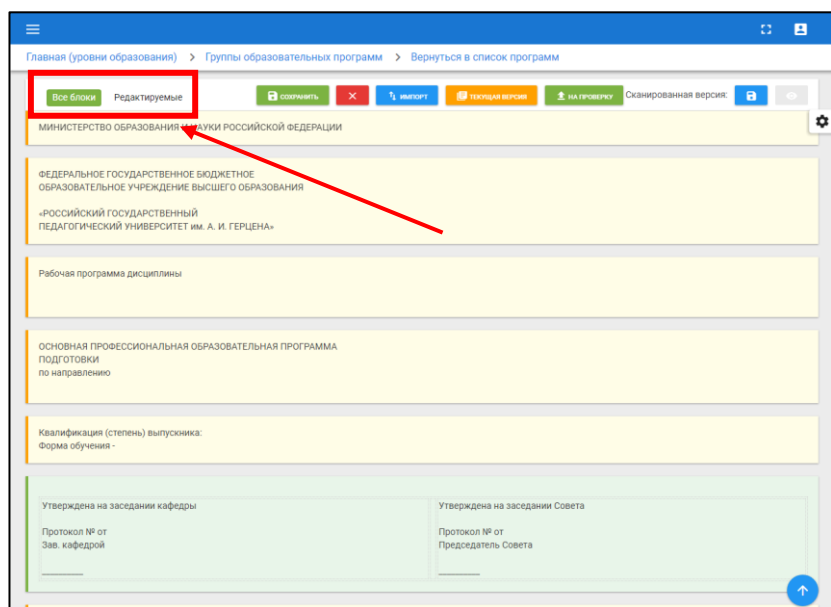 Главная (уровни образования) > Группы образовательных программ > Вернуться в список программ
Все блоки Редактируемые СОХРАНИТЬ ИМПОРТ ТЕКУЩАЯ ВЕРСИЯ НА ПРОВЕРКУ Сканированная версия:
МИНИСТЕРСТВО ОБРАЗОВАНИЯ И НАУКИ РОССИЙСКОЙ ФЕДЕРАЦИИ
ФЕДЕРАЛЬНОЕ ГОСУДАРСТВЕННОЕ БЮДЖЕТНОЕ
ОБРАЗОВАТЕЛЬНОЕ УЧРЕЖДЕНИЕ ВЫСШЕГО ОБРАЗОВАНИЯ
«РОССИЙСКИЙ ГОСУДАРСТВЕННЫЙ
ПЕДАГОГИЧЕСКИЙ УНИВЕРСИТЕТ им. А. И. ГЕРЦЕНА»
Рабочая программа дисциплины
ОСНОВНАЯ ПРОФЕССИОНАЛЬНАЯ ОБРАЗОВАТЕЛЬНАЯ ПРОГРАММА
ПОДГОТОВКИ
по направлению
Квалификация (степень) выпускника:
Форма обучения -
Утверждена на заседании кафедры
Протокол № от
Зав. кафедрой
Утверждена на заседании Совета
Протокол № от
Председатель Совета